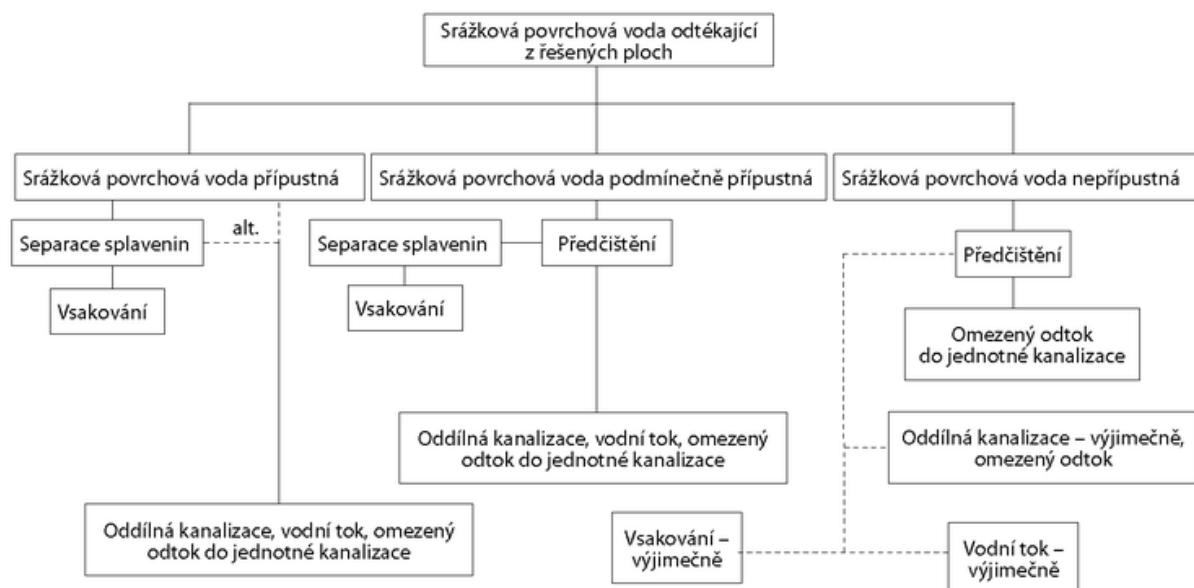 Srážková povrchová voda odtékající
z řešených ploch
Srážková povrchová voda přípustná
Srážková povrchová voda podmínečně přípustná
Srážková povrchová voda nepřípustná
Separace splavenin
alt.
Vsakování
Separace splavenin
Předčištění
Vsakování
Předčištění
Omezený odtok
do jednotné kanalizace
Oddílná kanalizace, vodní tok, omezený
odtok do jednotné kanalizace
Oddílná kanalizace – výjimečně,
omezený odtok
Oddílná kanalizace, vodní tok, omezený
odtok do jednotné kanalizace
Vsakování –
výjimečně
Vodní tok –
výjimečně